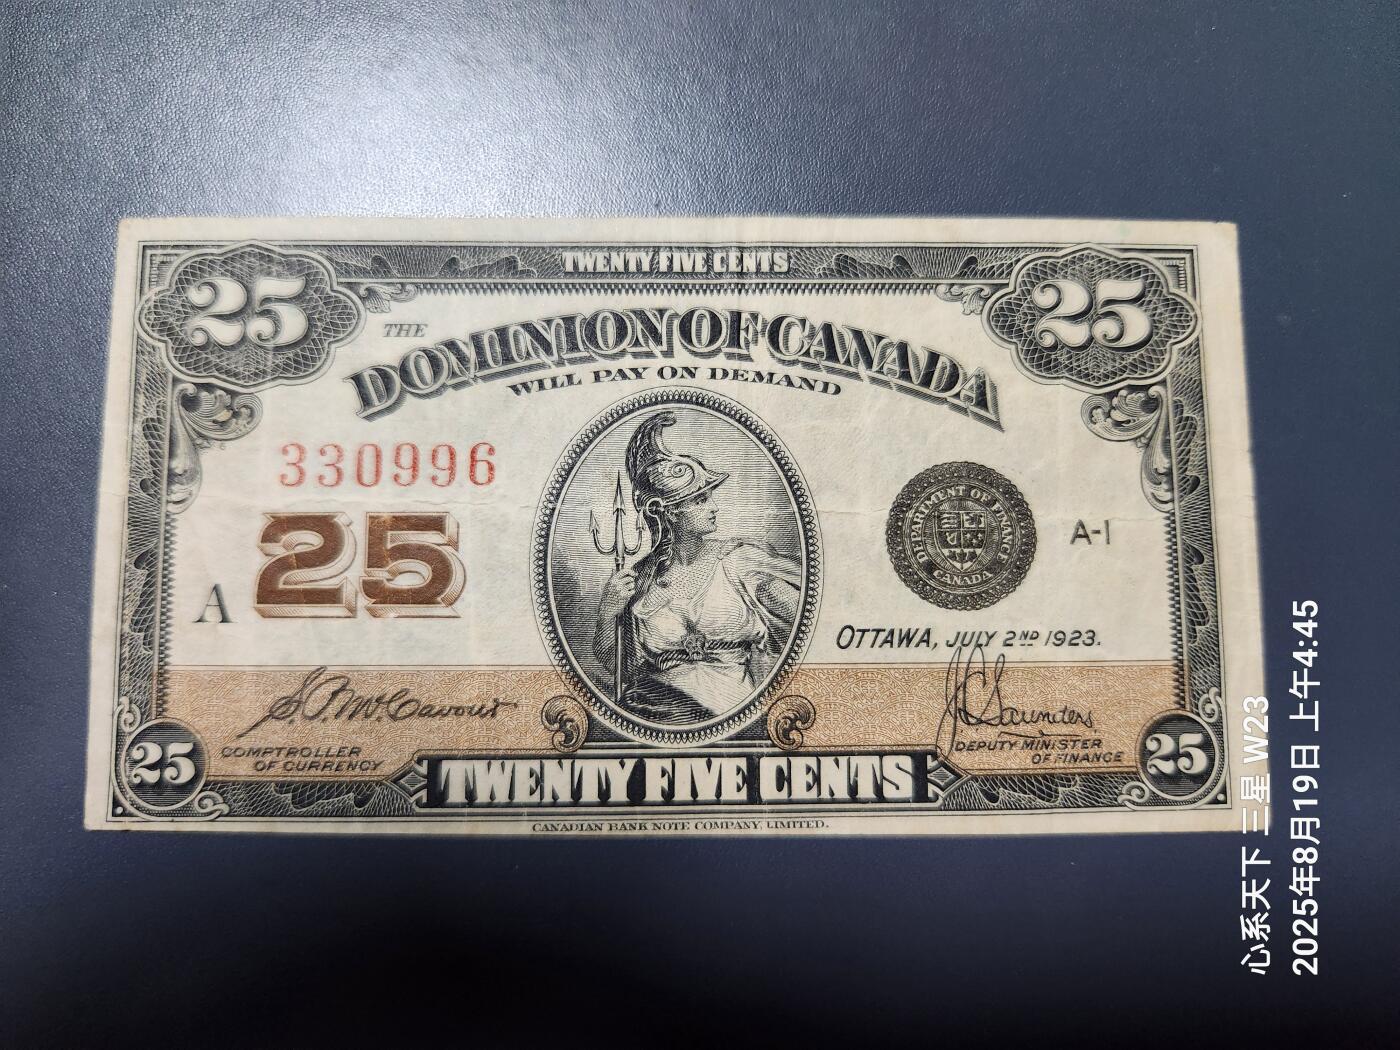 TWENTY FIVE CENTS
25
25
THE
DOMINION OF CANADA
WILL PAY ON DEMAND
330996
25
A
DEPARTMENT OF FINANCE
CANADA
A-1
OTTAWA, JULY 2ND 1923.
COMPTROLLER
OF CURRENCY
J C Saunders
DEPUTY MINISTER
OF FINANCE
25
25
TWENTY FIVE CENTS
CANADIAN BANK NOTE COMPANY, LIMITED.
心系天下 三星 W23
2025年8月19日 上午4:45